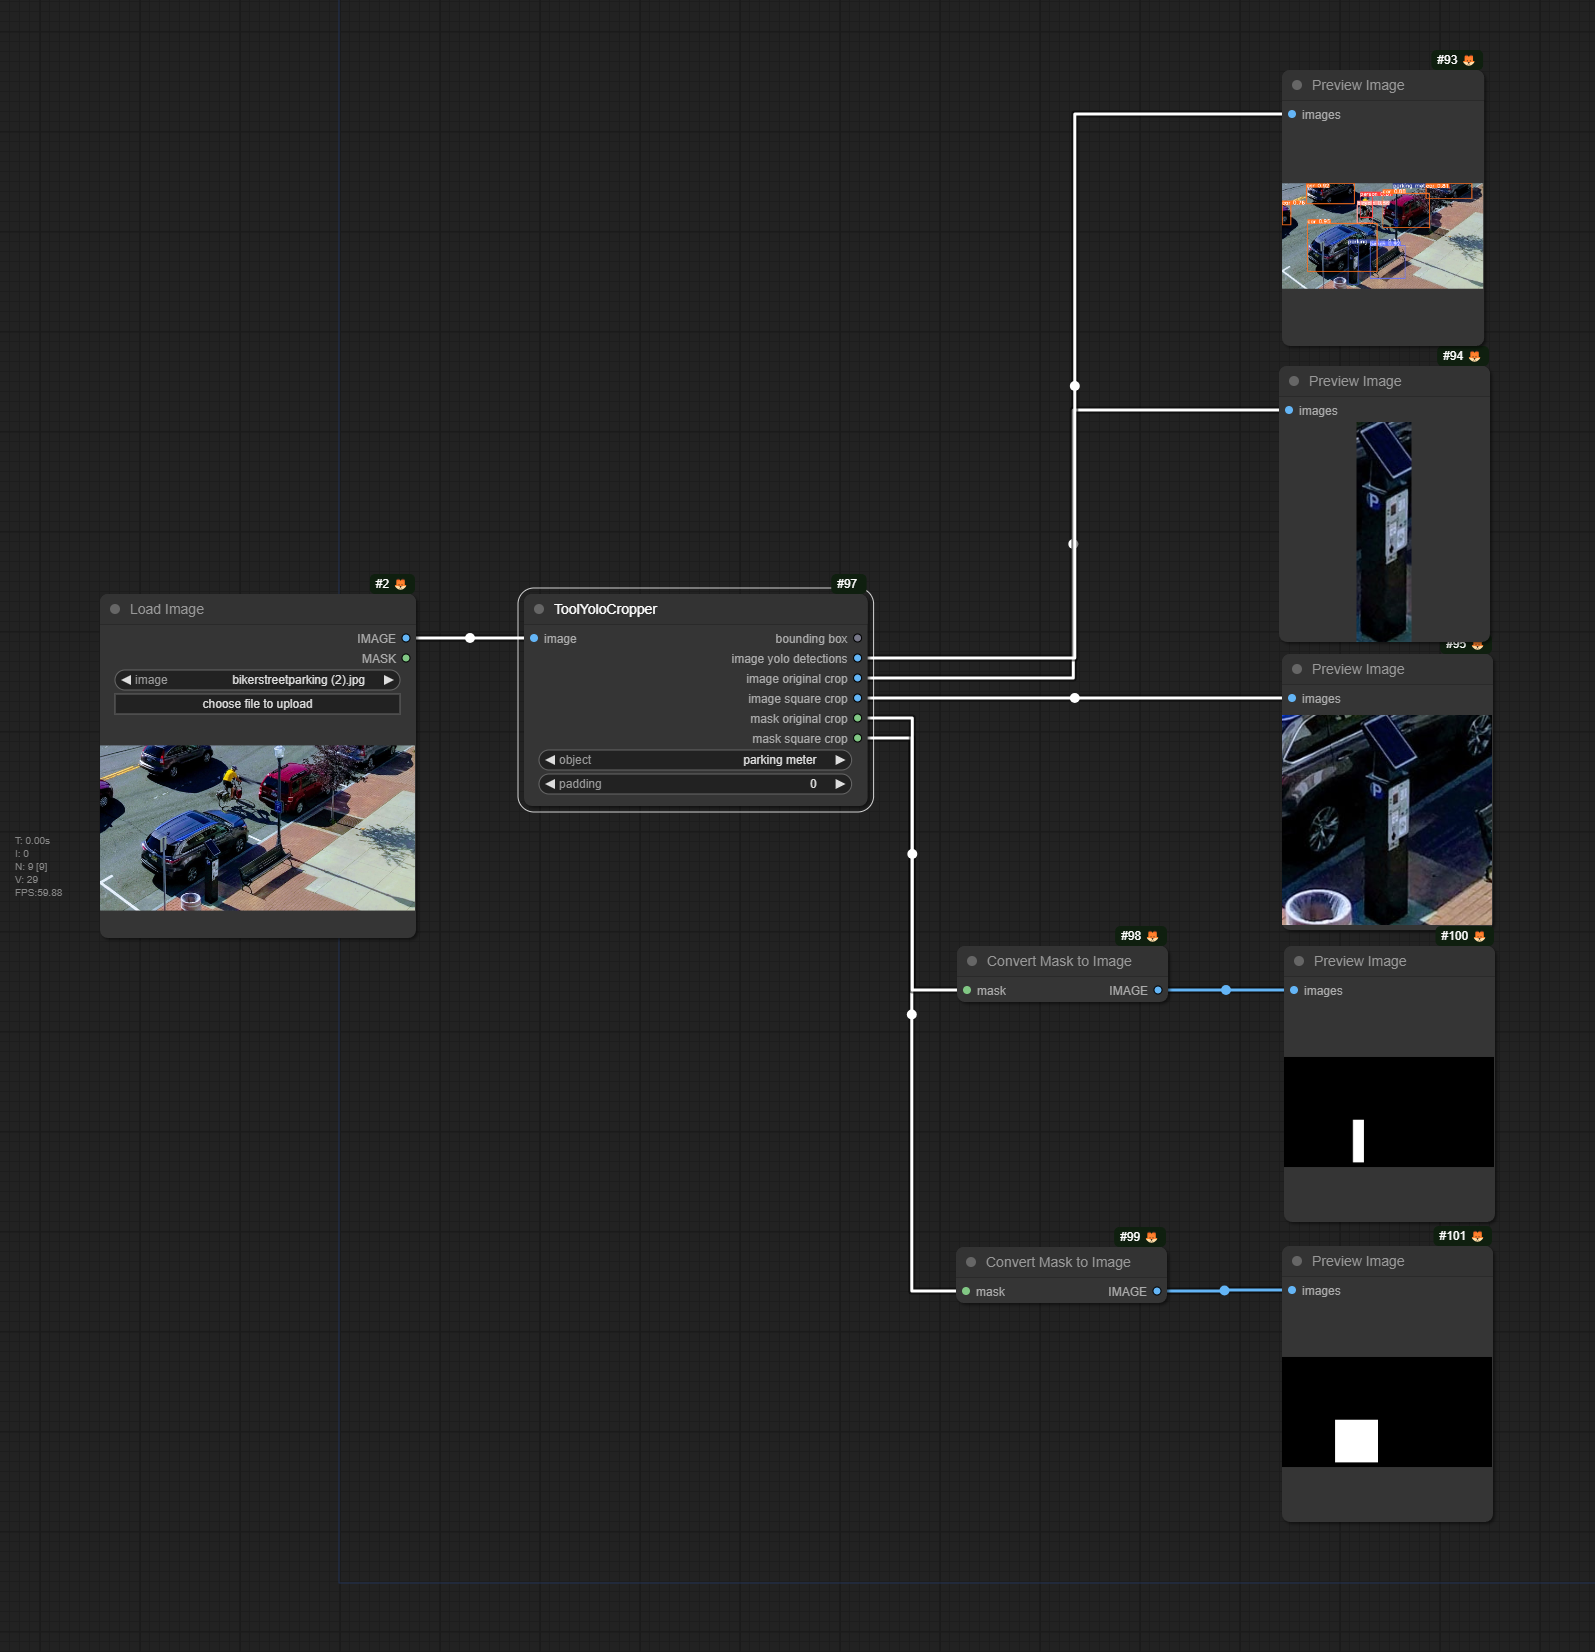 #93
Preview Image
images
car 0.95
#94
Preview Image
images
P
#2
Load Image
IMAGE
MASK
image bikerstreetparking (2).jpg
choose file to upload
#97
ToolYoloCropper
image
bounding box
image yolo detections
image original crop
image square crop
mask original crop
mask square crop
object parking meter
padding 0
#95
Preview Image
images
P
T: 0.00s
I: 0
N: 9 [9]
V: 29
FPS:59.88
#98
Convert Mask to Image
mask IMAGE
#100
Preview Image
images
#99
Convert Mask to Image
mask IMAGE
#101
Preview Image
images